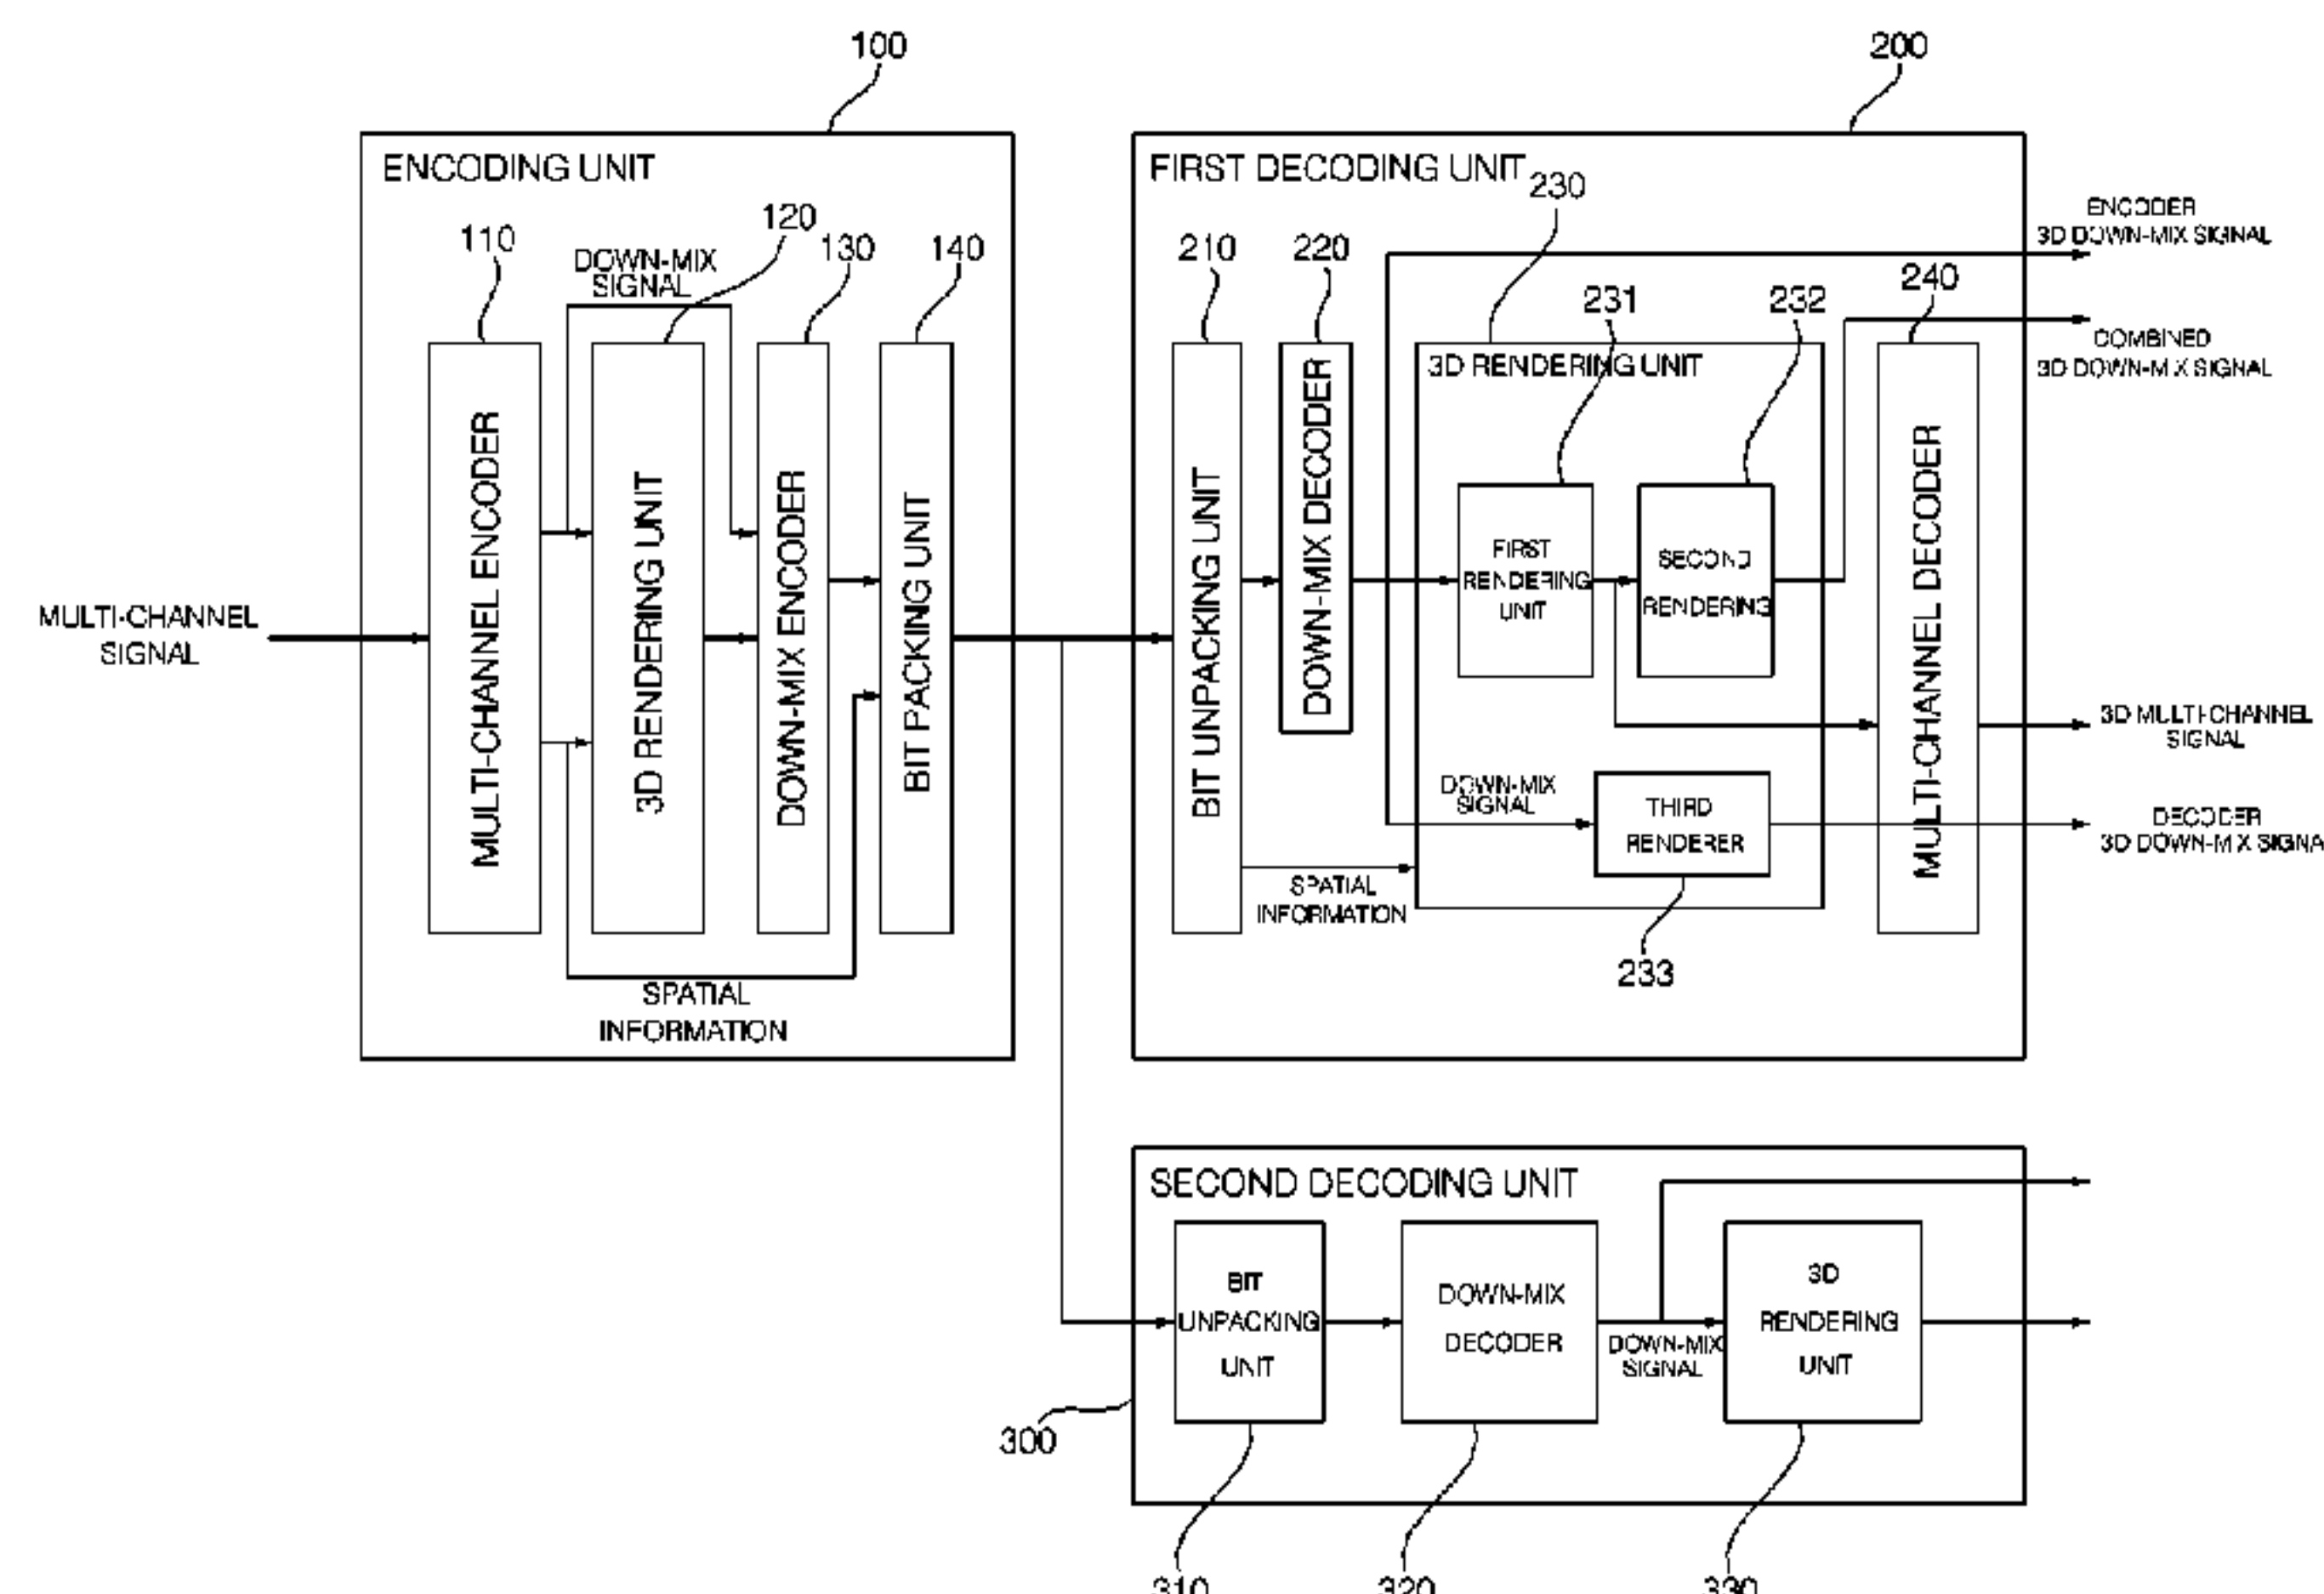 100
200
ENCODING UNIT
FIRST DECODING UNIT
230
110
DOWN-MIX
SIGNAL
120
130
140
210
220
231
232
240
ENCODER
3D DOWN-MIX SIGNAL
COMBINED
3D DOWN-MIX SIGNAL
MULTI-CHANNEL
SIGNAL
MULTI-CHANNEL ENCODER
3D RENDERING UNIT
DOWN-MIX ENCODER
BIT PACKING UNIT
BIT UNPACKING UNIT
DOWN-MIX DECODER
3D RENDERING UNIT
FIRST
RENDERING
UNIT
SECOND
RENDERING
MULTI-CHANNEL DECODER
3D MULTI-CHANNEL
SIGNAL
DOWN-MIX
SIGNAL
THIRD
RENDERER
DECODER
3D DOWN-MIX SIGNA
SPATIAL
INFORMATION
233
SPATIAL
INFORMATION
SECOND DECODING UNIT
BIT
UNPACKING
UNIT
DOWN-MIX
DECODER
DOWN-MIX
SIGNAL
3D
RENDERING
UNIT
300
310
320
330